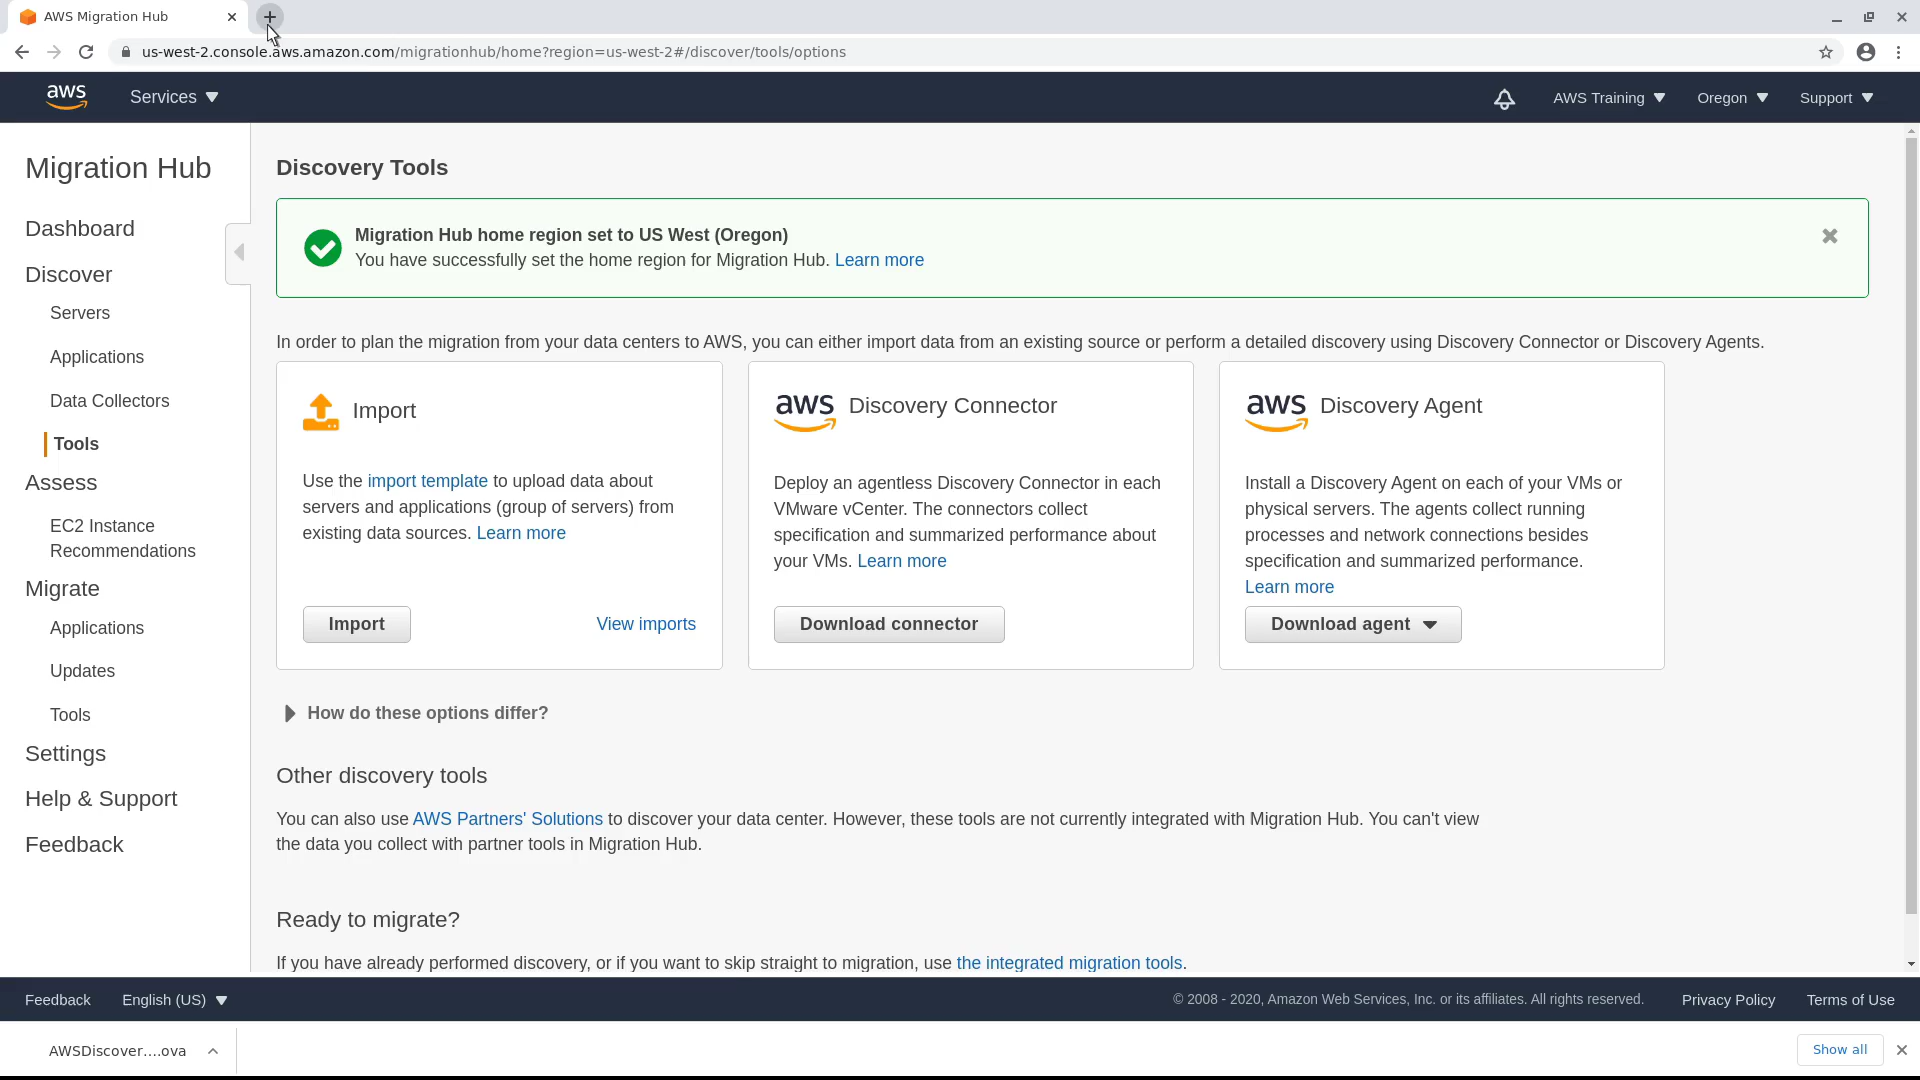 AWS Migration Hub
us-west-2.console.aws.amazon.com/migrationhub/home?region=us-west-2#/discover/tools/options
aws
Services
AWS Training
Oregon
Support
Migration Hub
Dashboard
Discover
Servers
Applications
Data Collectors
Tools
Assess
EC2 Instance
Recommendations
Migrate
Applications
Updates
Tools
Settings
Help & Support
Feedback
Discovery Tools
Migration Hub home region set to US West (Oregon)
You have successfully set the home region for Migration Hub. Learn more
In order to plan the migration from your data centers to AWS, you can either import data from an existing source or perform a detailed discovery using Discovery Connector or Discovery Agents.
Import
Use the import template to upload data about
servers and applications (group of servers) from
existing data sources. Learn more
Import
View imports
aws
Discovery Connector
Deploy an agentless Discovery Connector in each
VMware vCenter. The connectors collect
specification and summarized performance about
your VMs. Learn more
Download connector
aws
Discovery Agent
Install a Discovery Agent on each of your VMs or
physical servers. The agents collect running
processes and network connections besides
specification and summarized performance.
Learn more
Download agent
How do these options differ?
Other discovery tools
You can also use AWS Partners' Solutions to discover your data center. However, these tools are not currently integrated with Migration Hub. You can't view
the data you collect with partner tools in Migration Hub.
Ready to migrate?
If you have already performed discovery, or if you want to skip straight to migration, use the integrated migration tools.
Feedback
English (US)
© 2008 - 2020, Amazon Web Services, Inc. or its affiliates. All rights reserved.
Privacy Policy
Terms of Use
AWSDiscover....ova
Show all